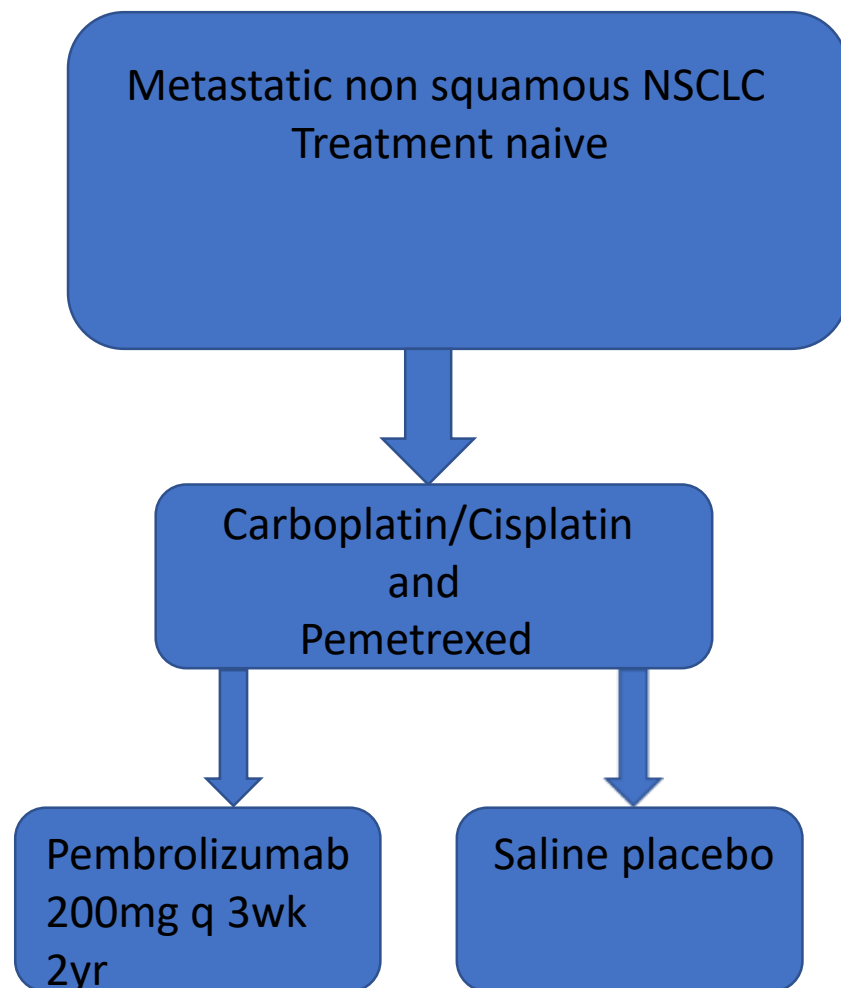 Metastatic non squamous NSCLC
Treatment naive
Carboplatin/Cisplatin
and
Pemetrexed
Pembrolizumab
200mg q 3wk
2yr
Saline placebo